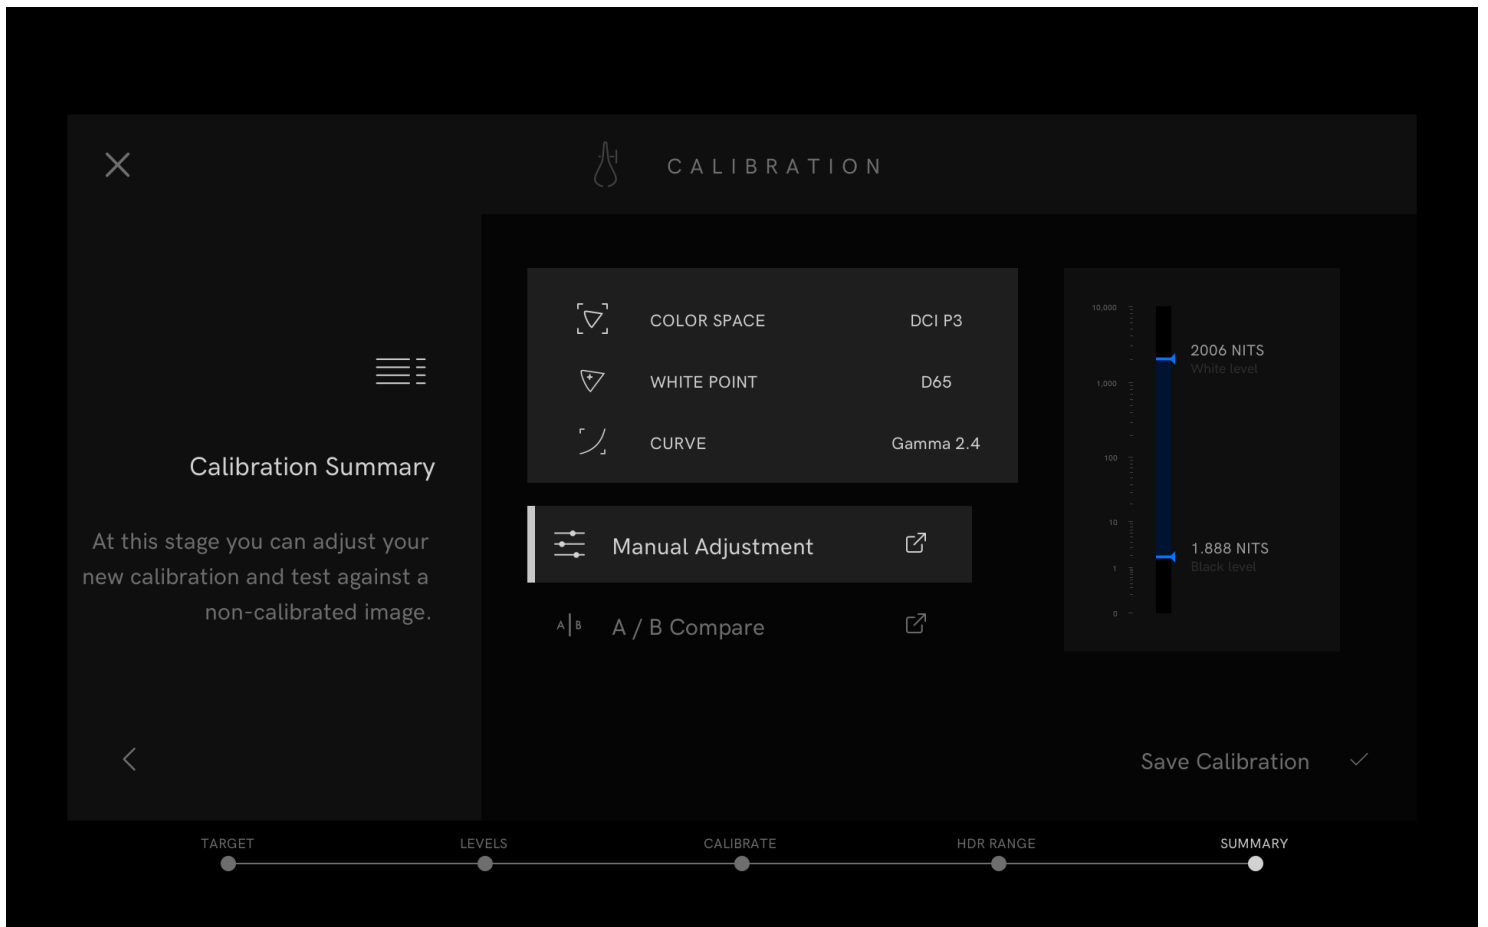 CALIBRATION
Calibration Summary
At this stage you can adjust your
new calibration and test against a
non-calibrated image.
COLOR SPACE DCI P3
WHITE POINT D65
CURVE Gamma 2.4
Manual Adjustment
A|B A / B Compare
10,000
1,000
100
10
1
0
2006 NITS
White level
1.888 NITS
Black level
Save Calibration
TARGET LEVELS CALIBRATE HDR RANGE SUMMARY